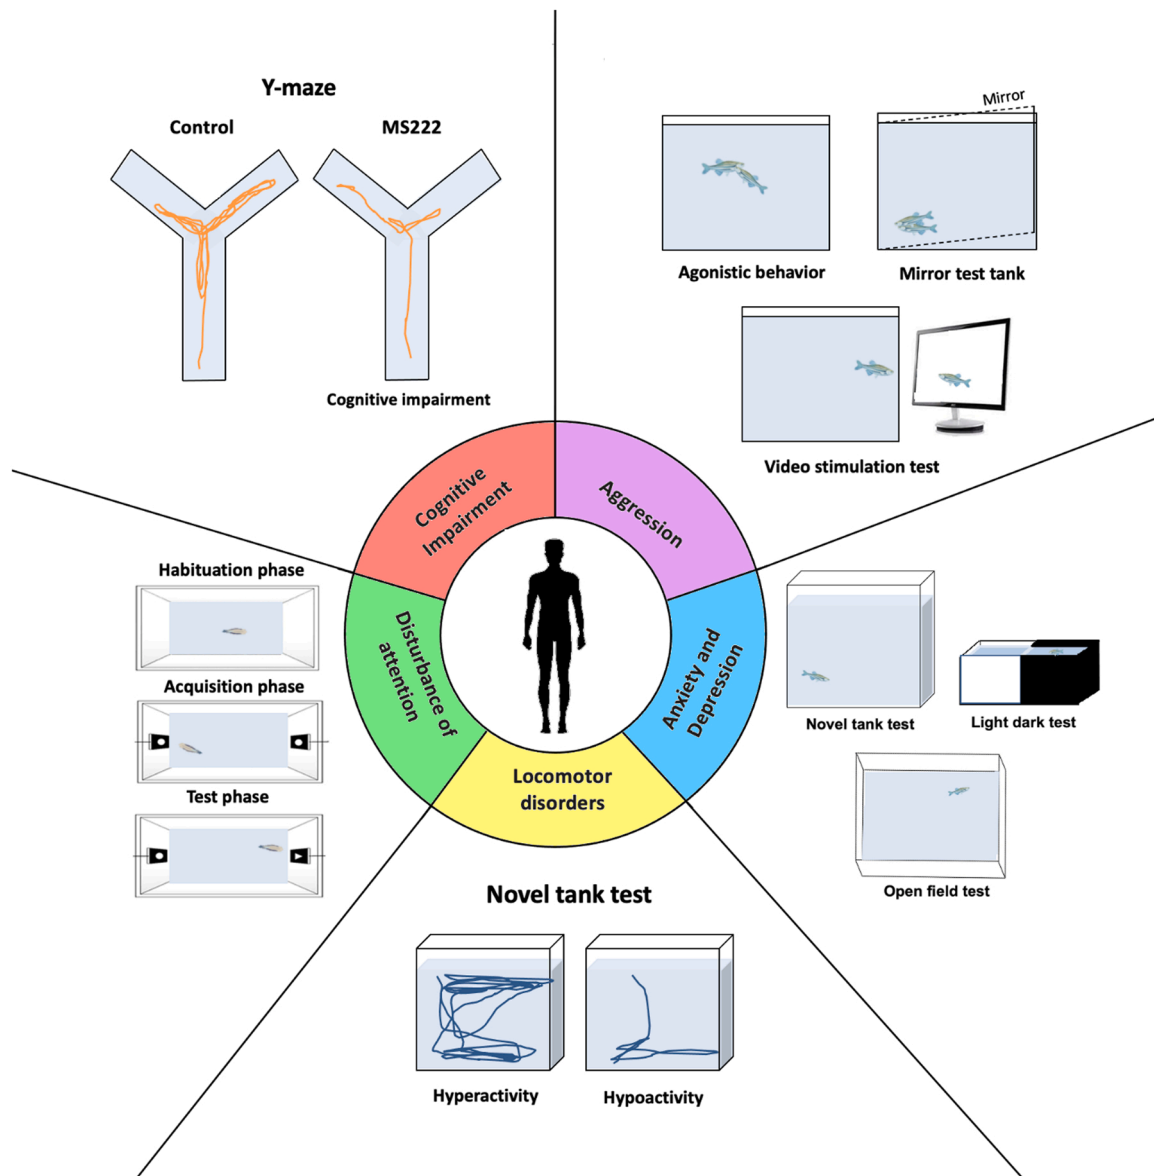 Y-maze
Control
MS222
Cognitive impairment
Mirror
Agonistic behavior
Mirror test tank
Video stimulation test
Cognitive
Impairment
Aggression
Habituation phase
Acquisition phase
Test phase
Disturbance of
attention
Anxiety and
Depression
Novel tank test
Light dark test
Open field test
Locomotor
disorders
Novel tank test
Hyperactivity
Hypoactivity